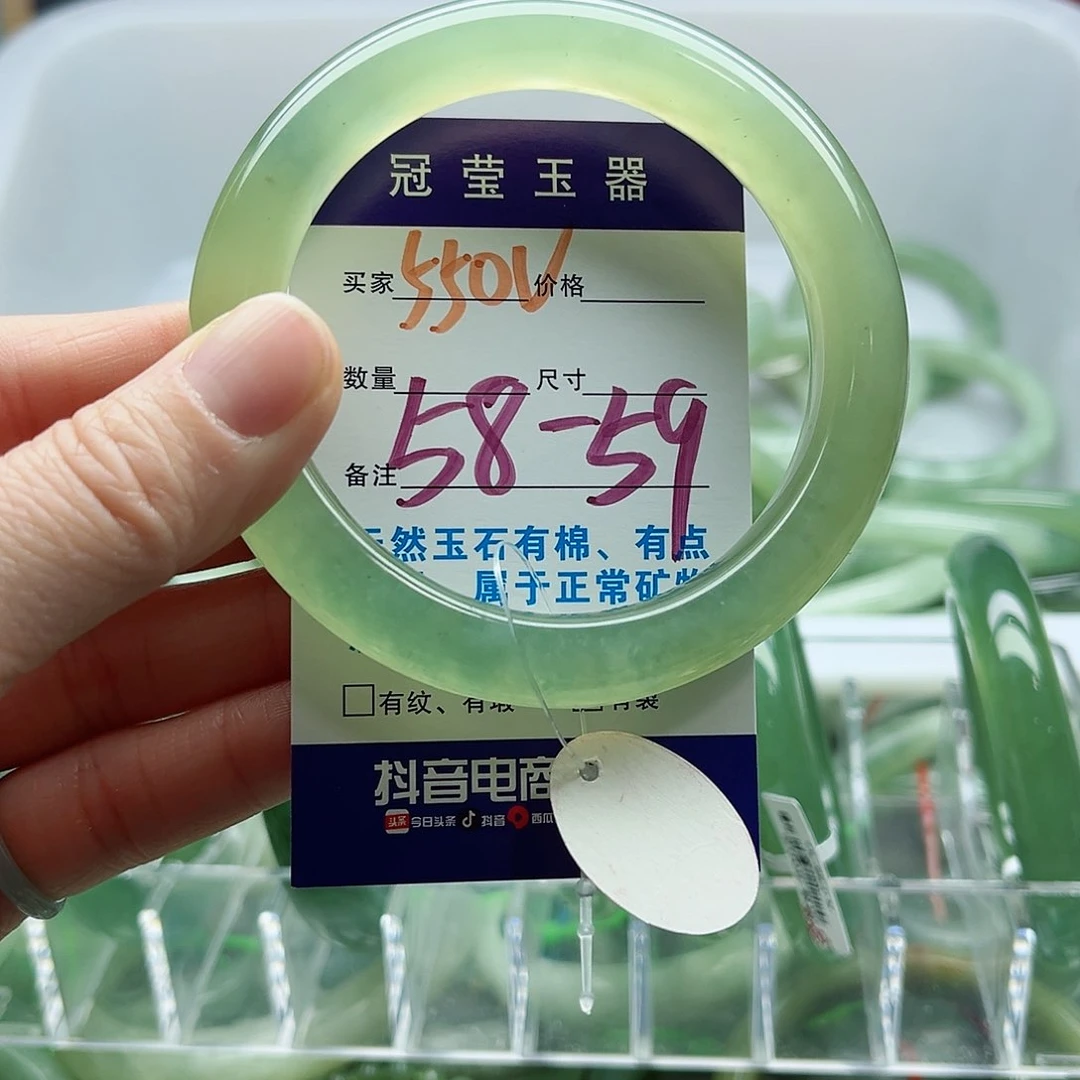 冠莹玉器
买家 550V 价格
数量 尺寸
58-59
备注
然玉石有棉、有点
属于正常矿物
有纹、有瑕 有裂
抖音电商
今日头条 抖音 西瓜